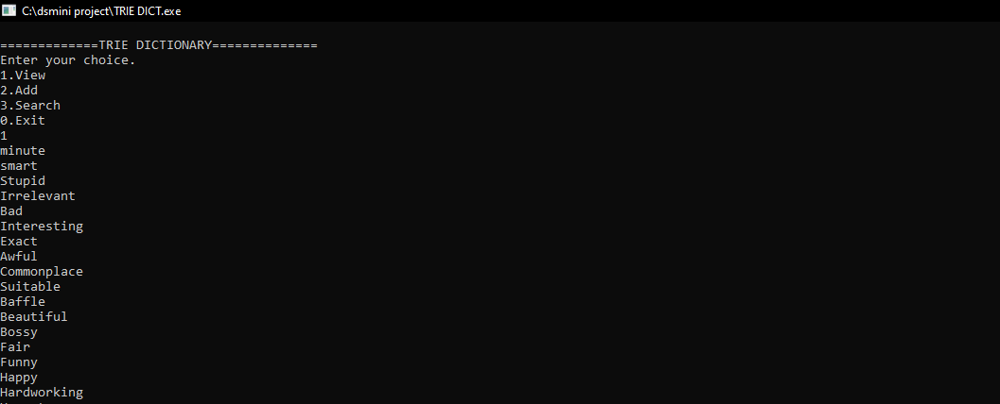 C:\dsmini project\TRIE DICT.exe
=============TRIE DICTIONARY==============
Enter your choice.
1.View
2.Add
3.Search
0.Exit
1
minute
smart
Stupid
Irrelevant
Bad
Interesting
Exact
Awful
Commonplace
Suitable
Baffle
Beautiful
Bossy
Fair
Funny
Happy
Hardworking